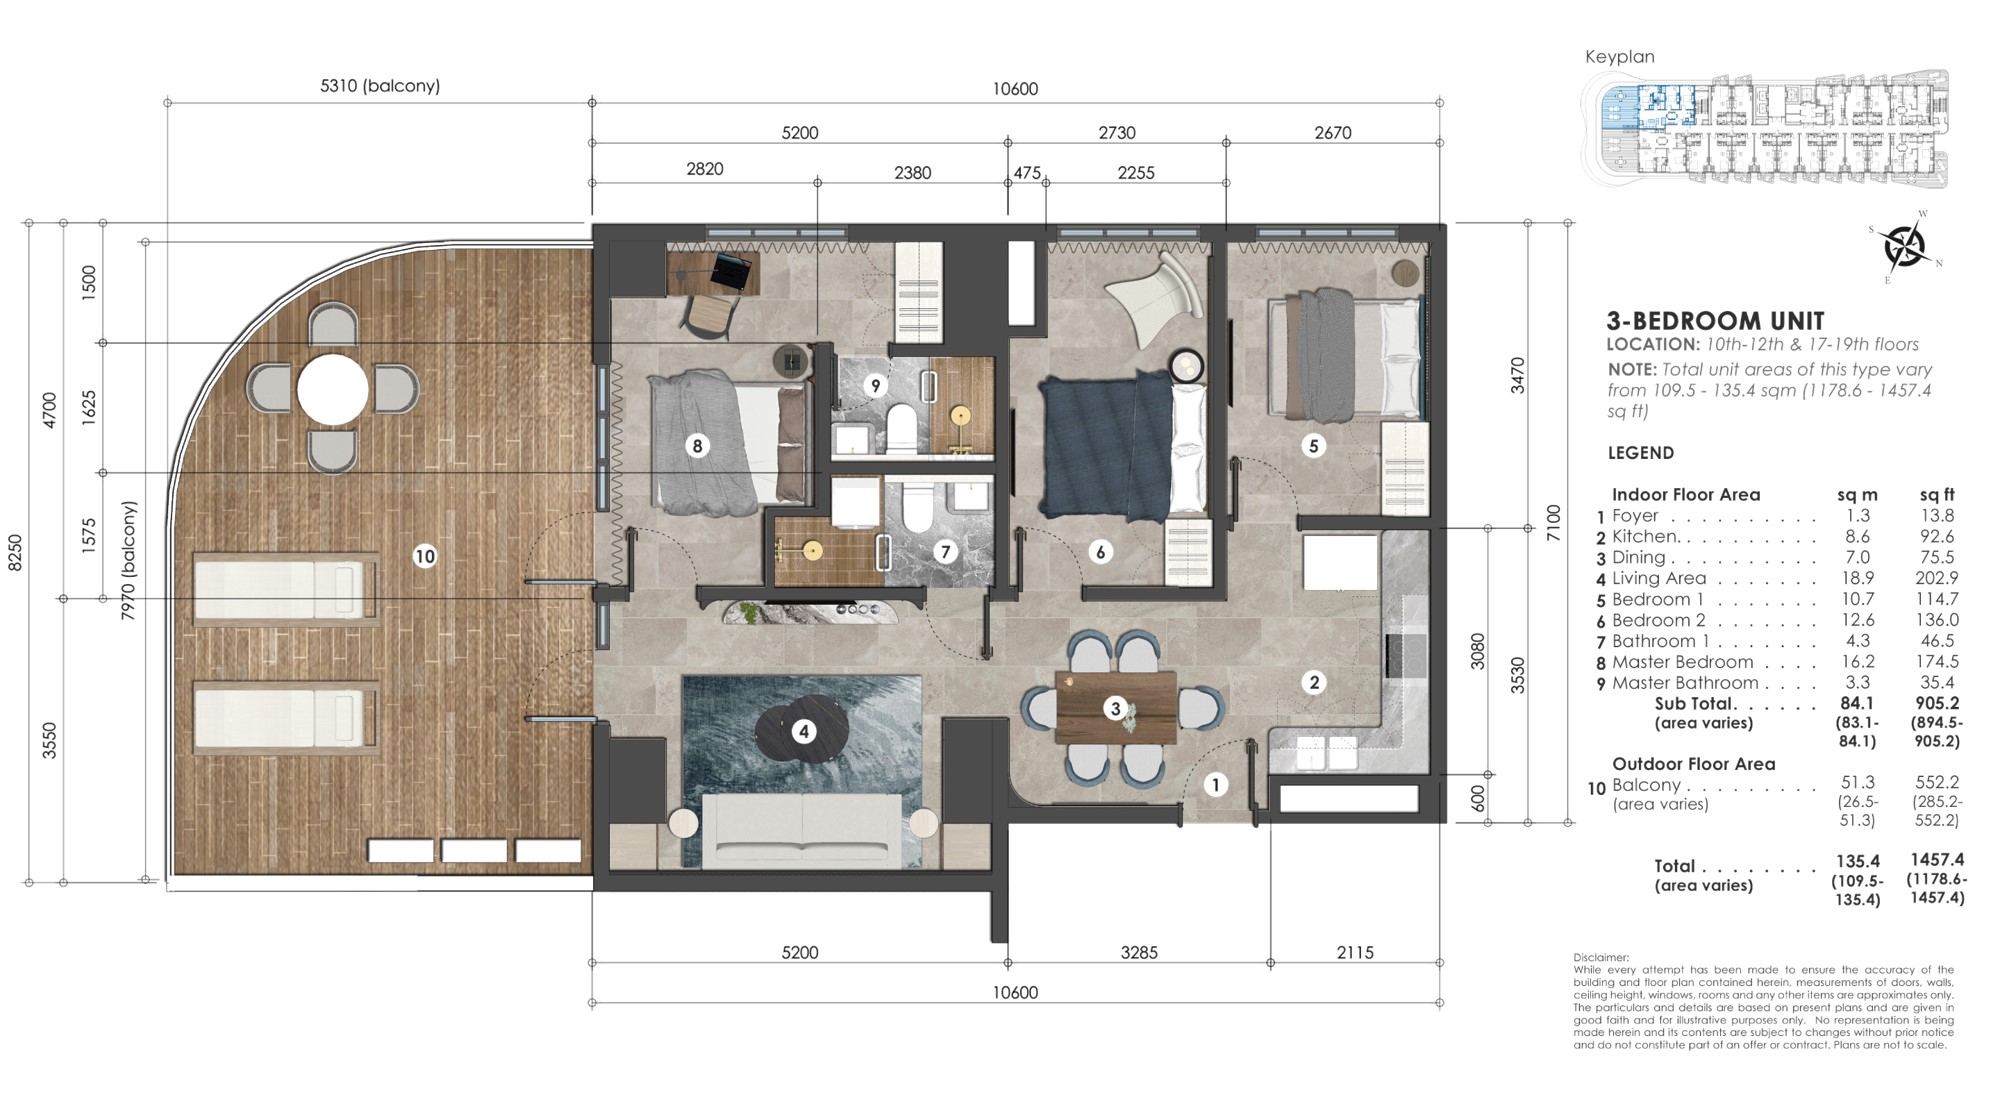 Keyplan
5310 (balcony)
10600
5200
2730
2670
2820
2380
475
2255
W
S
N
E
1500
4700
1625
8250
1575
7970 (balcony)
3550
3470
7100
3080
3530
600
9
8
5
10
7
6
2
3
4
1
5200
3285
2115
10600
3-BEDROOM UNIT
LOCATION: 10th-12th & 17-19th floors
NOTE: Total unit areas of this type vary
from 109.5 - 135.4 sqm (1178.6 - 1457.4
sq ft)
LEGEND
Indoor Floor Area sq m sq ft
1 Foyer . . . . . . . . . . 1.3 13.8
2 Kitchen. . . . . . . . . . 8.6 92.6
3 Dining . . . . . . . . . . 7.0 75.5
4 Living Area . . . . . . . 18.9 202.9
5 Bedroom 1 . . . . . . . 10.7 114.7
6 Bedroom 2 . . . . . . . 12.6 136.0
7 Bathroom 1 . . . . . . . 4.3 46.5
8 Master Bedroom . . . . 16.2 174.5
9 Master Bathroom . . . . 3.3 35.4
Sub Total. . . . . . 84.1 905.2
(area varies) (83.1- (894.5-
84.1) 905.2)
Outdoor Floor Area
10 Balcony . . . . . . . . . . 51.3 552.2
(area varies) (26.5- (285.2-
51.3) 552.2)
Total . . . . . . . . 135.4 1457.4
(area varies) (109.5- (1178.6-
135.4) 1457.4)
Disclaimer:
While every attempt has been made to ensure the accuracy of the
building and floor plan contained herein, measurements of doors, walls,
ceiling height, windows, rooms and any other items are approximates only.
The particulars and details are based on present plans and are given in
good faith and for illustrative purposes only. No representation is being
made herein and its contents are subject to changes without prior notice
and do not constitute part of an offer or contract. Plans are not to scale.